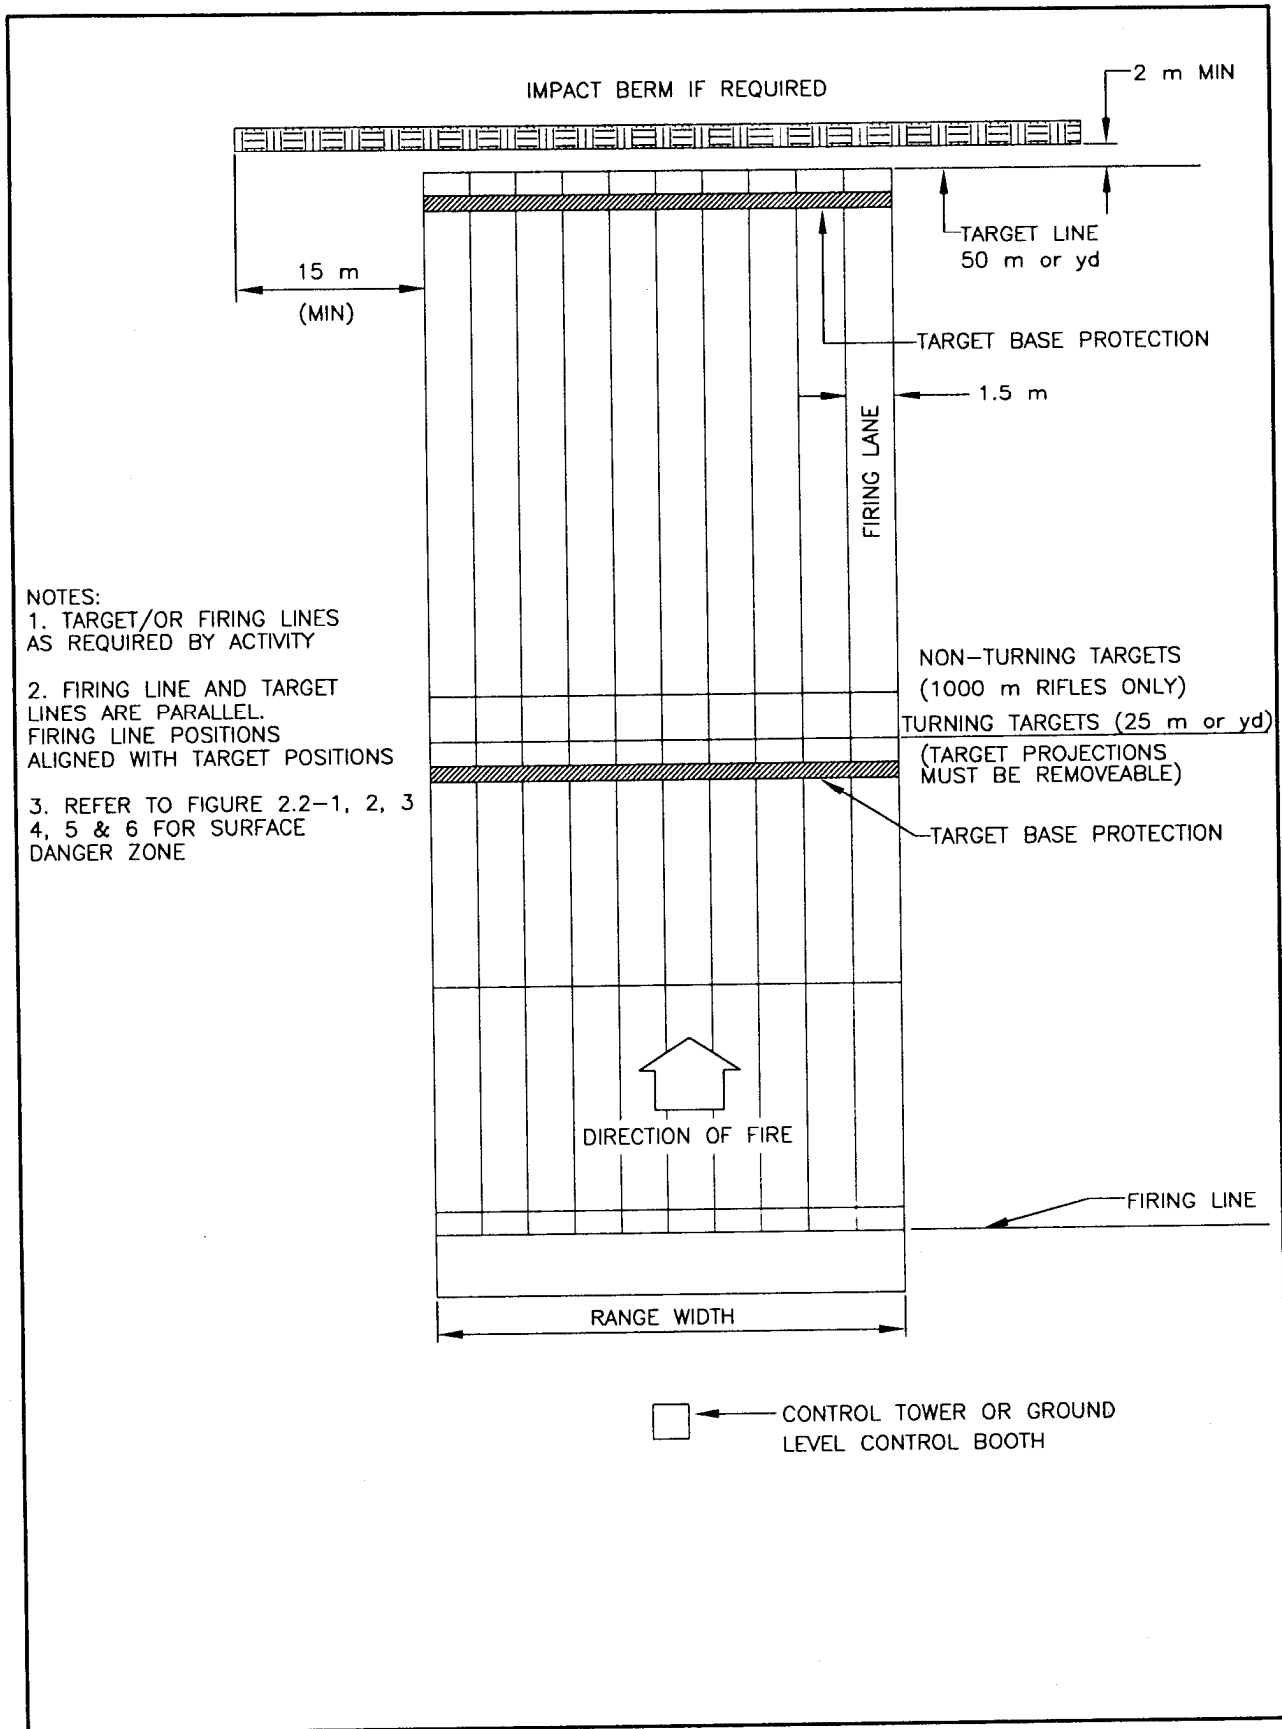 IMPACT BERM IF REQUIRED
2 m MIN
TARGET LINE
50 m or yd
15 m
(MIN)
TARGET BASE PROTECTION
1.5 m
FIRING LANE
NOTES:
1. TARGET/OR FIRING LINES
AS REQUIRED BY ACTIVITY
2. FIRING LINE AND TARGET
LINES ARE PARALLEL.
FIRING LINE POSITIONS
ALIGNED WITH TARGET POSITIONS
3. REFER TO FIGURE 2.2-1, 2, 3
4, 5 & 6 FOR SURFACE
DANGER ZONE
NON-TURNING TARGETS
(1000 m RIFLES ONLY)
TURNING TARGETS (25 m or yd)
(TARGET PROJECTIONS
MUST BE REMOVEABLE)
TARGET BASE PROTECTION
DIRECTION OF FIRE
FIRING LINE
RANGE WIDTH
CONTROL TOWER OR GROUND
LEVEL CONTROL BOOTH